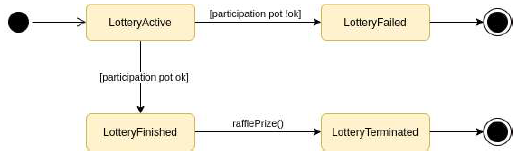 LotteryActive
[participation pot !ok]
LotteryFailed
[participation pot ok]
LotteryFinished
rafflePrize()
LotteryTerminated